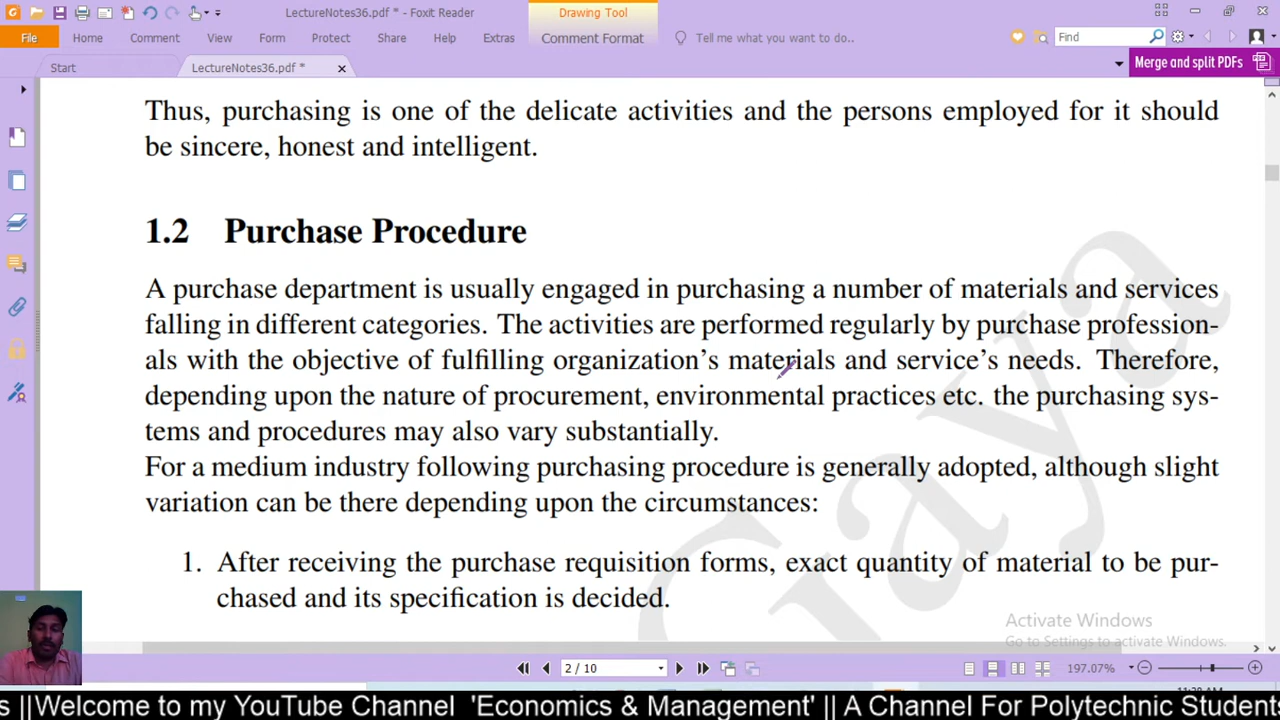 LectureNotes36.pdf * - Foxit Reader
Drawing Tool
File Home Comment View Form Protect Share Help Extras Comment Format Tell me what you want to do.. Find
Start LectureNotes36.pdf * Merge and split PDFs
Thus, purchasing is one of the delicate activities and the persons employed for it should
be sincere, honest and intelligent.
1.2 Purchase Procedure
A purchase department is usually engaged in purchasing a number of materials and services
falling in different categories. The activities are performed regularly by purchase profession-
als with the objective of fulfilling organization's materials and service's needs. Therefore,
depending upon the nature of procurement, environmental practices etc. the purchasing sys-
tems and procedures may also vary substantially.
For a medium industry following purchasing procedure is generally adopted, although slight
variation can be there depending upon the circumstances:
1. After receiving the purchase requisition forms, exact quantity of material to be pur-
chased and its specification is decided.
Gaya
Activate Windows
Go to Settings to activate Windows.
2 / 10 197.07%
s ||Welcome to my YouTube Channel 'Economics & Management' || A Channel For Polytechnic Students